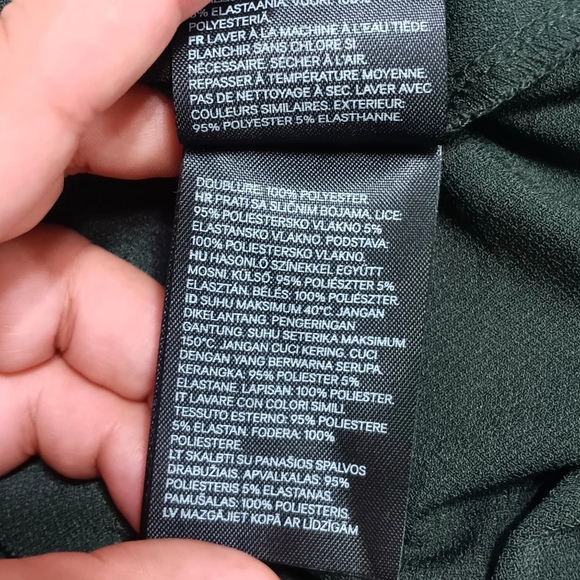 5% ELASTAANIA. VUORI: 100%
POLYESTERIÄ.
FR LAVER À LA MACHINE À L'EAU TIÈDE
BLANCHIR SANS CHLORE SI
NÉCESSAIRE. SÉCHER À L'AIR.
REPASSER À TEMPÉRATURE MOYENNE.
PAS DE NETTOYAGE À SEC. LAVER AVEC
COULEURS SIMILAIRES. EXTÉRIEUR:
95% POLYESTER 5% ELASTHANNE.
DOUBLURE: 100% POLYESTER
HR PRATI SA SLIČNIM BOJAMA. LICE:
95% POLIESTERSKO VLAKNO 5%
ELASTANSKO VLAKNO. PODSTAVA:
100% POLIESTERSKO VLAKNO.
HU HASONLÓ SZÍNEKKEL EGYÜTT
MOSNI. KÜLSŐ: 95% POLIÉSZTER 5%
ELASZTÁN. BÉLÉS: 100% POLIÉSZTER.
ID SUHU MAKSIMUM 40°C. JANGAN
DIKELANTANG. PENGERINGAN
GANTUNG. SUHU SETERIKA MAKSIMUM
150°C. JANGAN CUCI KERING. CUCI
DENGAN YANG BERWARNA SERUPA.
KERANGKA: 95% POLIESTER 5%
ELASTANE. LAPISAN: 100% POLIESTER.
IT LAVARE CON COLORI SIMILI.
TESSUTO ESTERNO: 95% POLIESTERE
5% ELASTAN. FODERA: 100%
POLIESTERE.
LT SKALBTI SU PANAŠIOS SPALVOS
DRABUŽIAIS. APVALKALAS: 95%
POLIESTERIS 5% ELASTANAS.
PAMUŠALAS: 100% POLIESTERIS.
LV MAZGĀJIET KOPĀ AR LĪDZĪGĀM